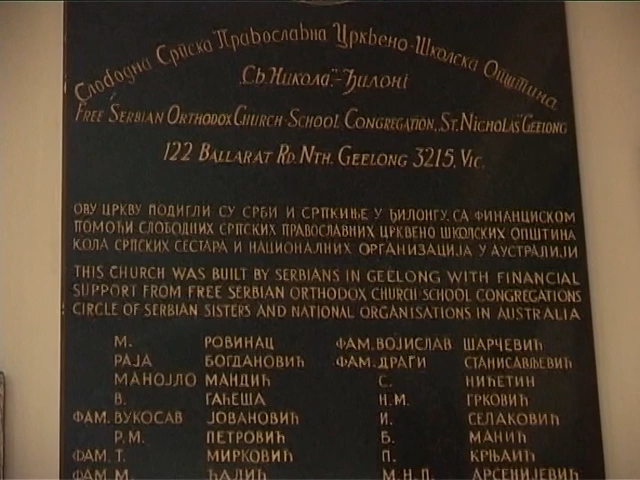 Слободна Српска Православна Црквено-Школска Општина
„Св. Никола"-Ђилонг
Free Serbian Orthodox Church-School Congregation, „St. Nicholas" Geelong
122 Ballarat Rd. Nth. Geelong 3215, Vic.
ОВУ ЦРКВУ ПОДИГЛИ СУ СРБИ И СРПКИЊЕ У ЂИЛОНГУ, СА ФИНАНЦИСКОМ
ПОМОЋИ СЛОБОДНИХ СРПСКИХ ПРАВОСЛАВНИХ ЦРКВЕНО ШКОЛСКИХ ОПШТИНА
КОЛА СРПСКИХ СЕСТАРА И НАЦИОНАЛНИХ ОРГАНИЗАЦИЈА У АУСТРАЛИЈИ
THIS CHURCH WAS BUILT BY SERBIANS IN GEELONG WITH FINANCIAL
SUPPORT FROM FREE SERBIAN ORTHODOX CHURCH-SCHOOL CONGREGATIONS
CIRCLE OF SERBIAN SISTERS AND NATIONAL ORGANISATIONS IN AUSTRALIA
М. РОВИНАЦ ФАМ. ВОЈИСЛАВ ШАРЧЕВИЋ
РАЈА БОГДАНОВИЋ ФАМ. ДРАГИ СТАНИСАВЉЕВИЋ
МАНОЈЛО МАНДИЋ С. НИЋЕТИН
В. ГАЋЕША Н.М. ГРКОВИЋ
ФАМ. ВУКОСАВ ЈОВАНОВИЋ И. СЕЛАКОВИЋ
Р.М. ПЕТРОВИЋ Б. МАНИЋ
ФАМ. Т. МИРКОВИЋ П. КРЊАИЋ
ФАМ. М. ЋАЛИЋ М.Н.П. АРСЕНИЈЕВИЋ